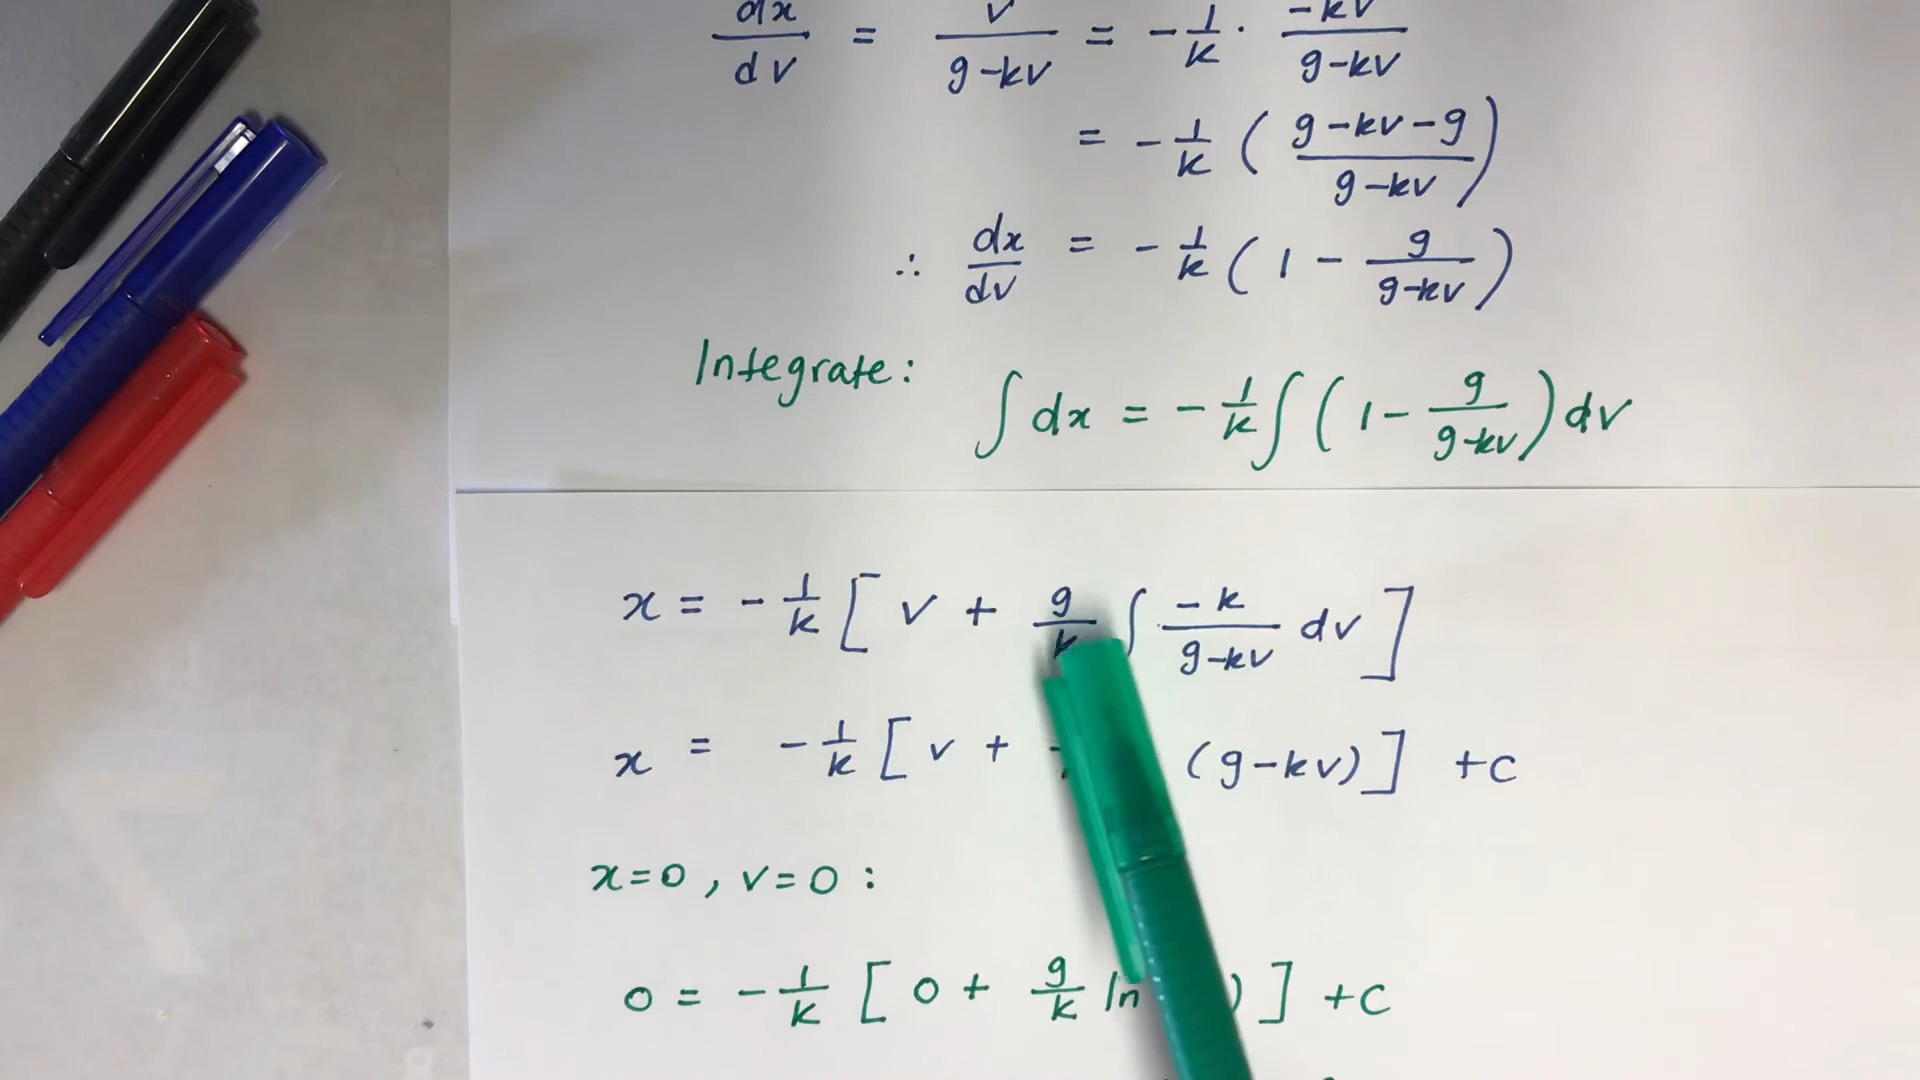 dx/dv = v/(g-kv) = -1/k · -kv/(g-kv)
= -1/k ( (g-kv-g)/(g-kv) )
∴ dx/dv = -1/k ( 1 - g/(g-kv) )
Integrate: ∫ dx = -1/k ∫ ( 1 - g/(g-kv) ) dv
x = -1/k [ v + g/k ∫ -k/(g-kv) dv ]
x = -1/k [ v + (g-kv) ] +c
x=0, v=0 :
0 = -1/k [ 0 + g/k ln ) ] +c